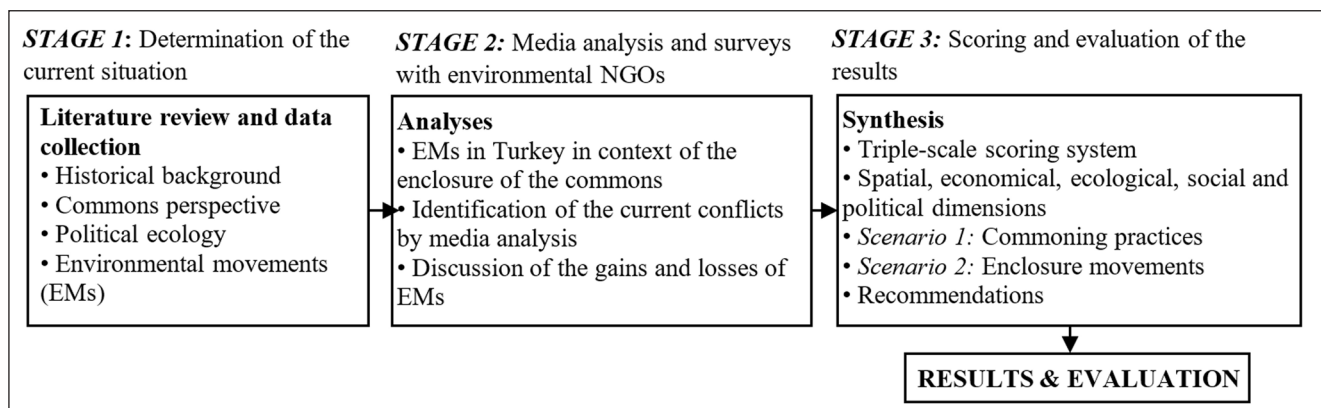 STAGE 1: Determination of the
current situation
Literature review and data
collection
• Historical background
• Commons perspective
• Political ecology
• Environmental movements
(EMs)
STAGE 2: Media analysis and surveys
with environmental NGOs
Analyses
• EMs in Turkey in context of the
enclosure of the commons
• Identification of the current conflicts
by media analysis
• Discussion of the gains and losses of
EMs
STAGE 3: Scoring and evaluation of the
results
Synthesis
• Triple-scale scoring system
• Spatial, economical, ecological, social and
political dimensions
• Scenario 1: Commoning practices
• Scenario 2: Enclosure movements
• Recommendations
RESULTS & EVALUATION